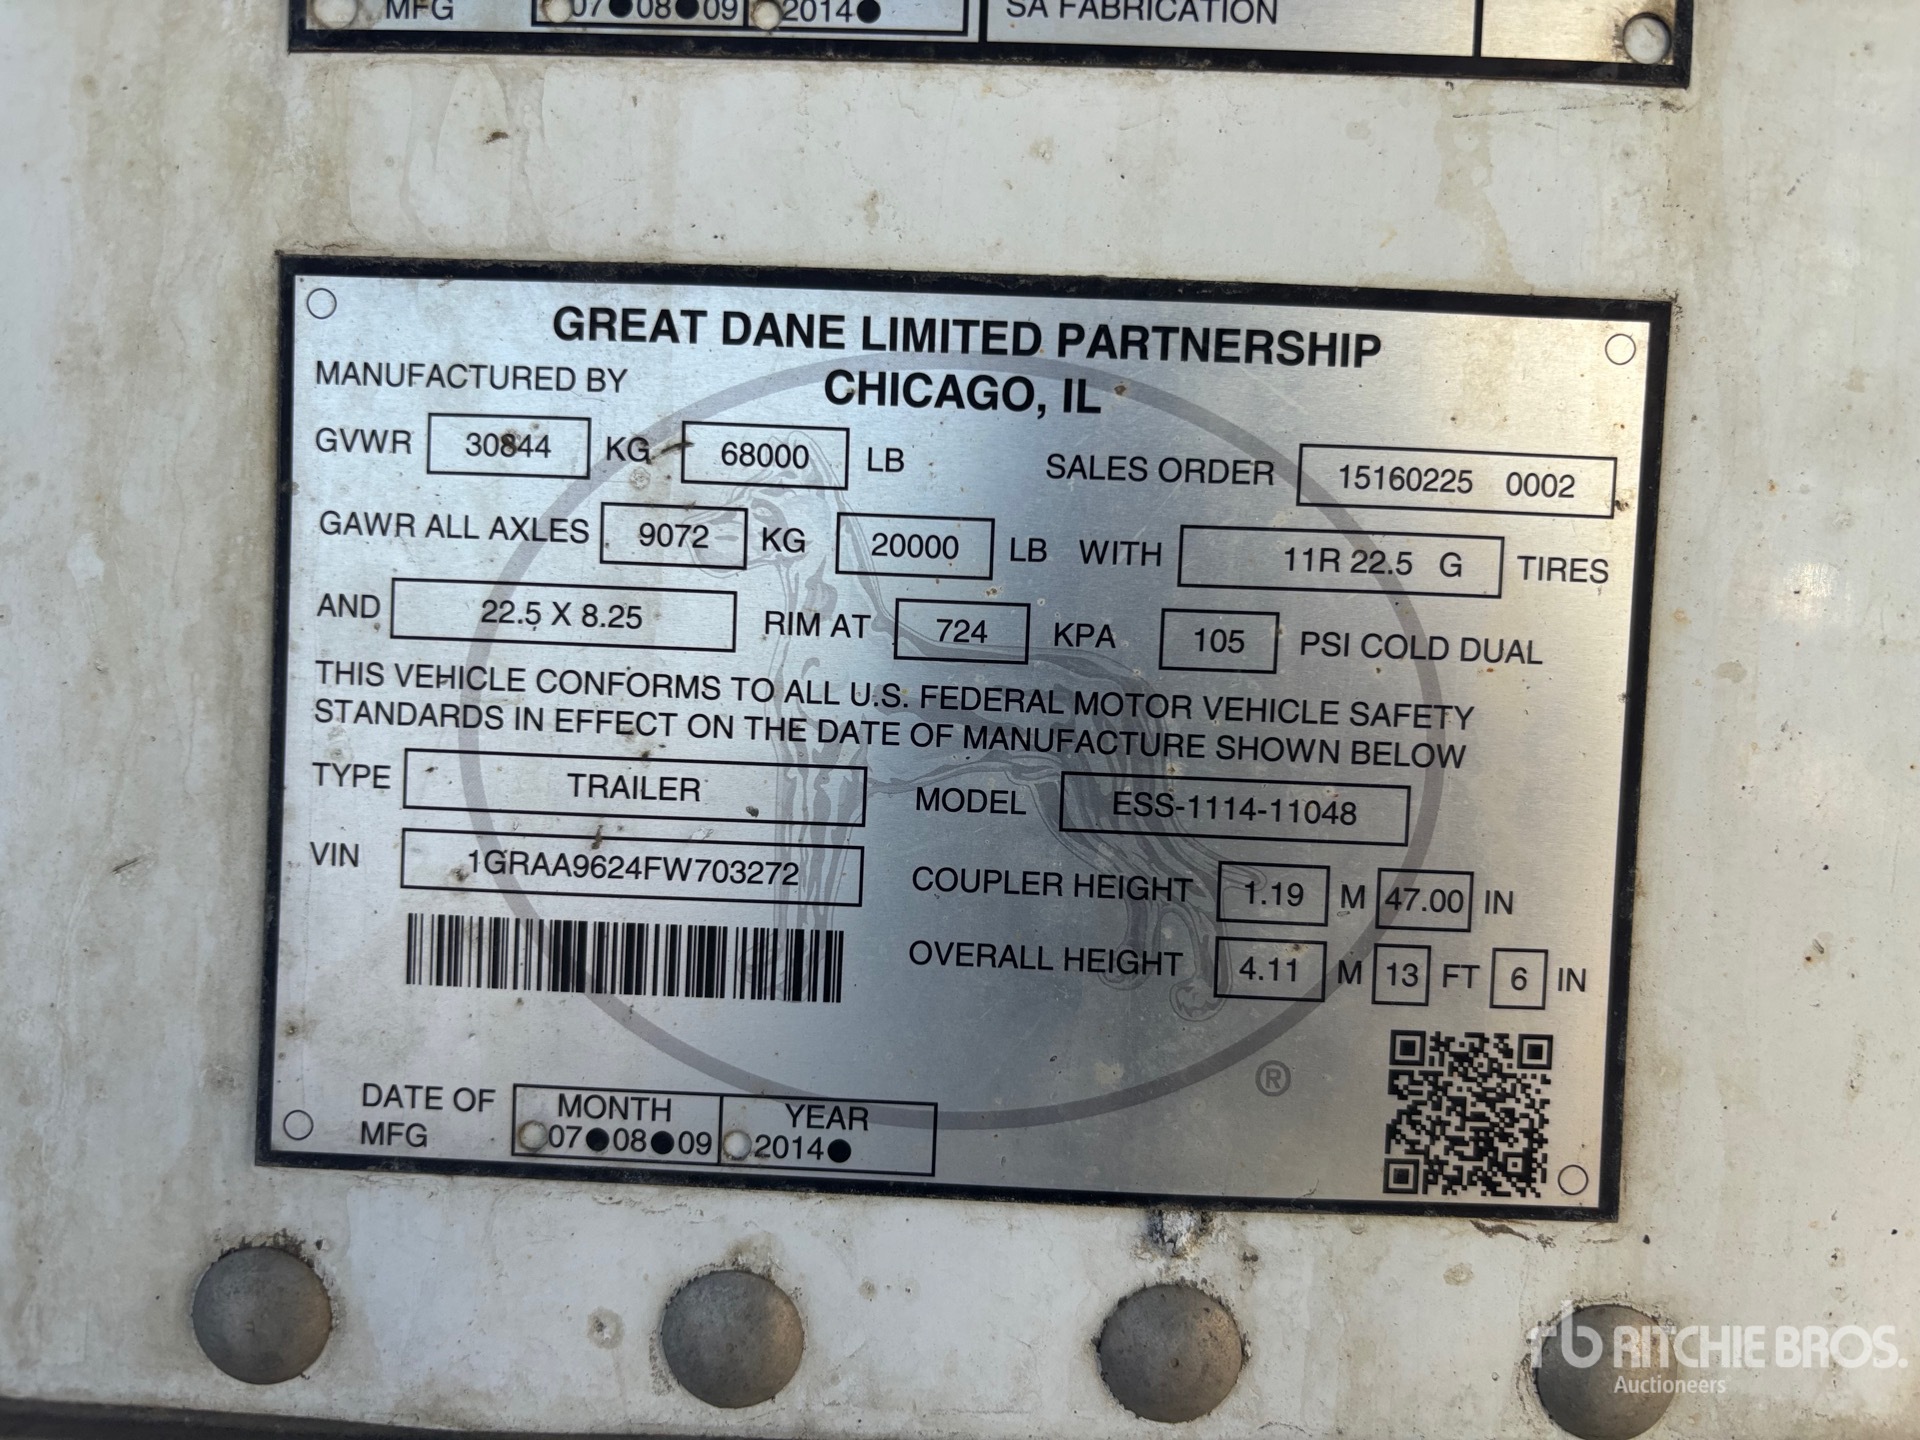 MFG 07 08 09 2014 SA FABRICATION
GREAT DANE LIMITED PARTNERSHIP
MANUFACTURED BY CHICAGO, IL
GVWR 30844 KG 68000 LB SALES ORDER 15160225 0002
GAWR ALL AXLES 9072 KG 20000 LB WITH 11R 22.5 G TIRES
AND 22.5 X 8.25 RIM AT 724 KPA 105 PSI COLD DUAL
THIS VEHICLE CONFORMS TO ALL U.S. FEDERAL MOTOR VEHICLE SAFETY
STANDARDS IN EFFECT ON THE DATE OF MANUFACTURE SHOWN BELOW
TYPE TRAILER MODEL ESS-1114-11048
VIN 1GRAA9624FW703272 COUPLER HEIGHT 1.19 M 47.00 IN
OVERALL HEIGHT 4.11 M 13 FT 6 IN
®
DATE OF MONTH YEAR
MFG 07 08 09 2014
rb RITCHIE BROS.
Auctioneers